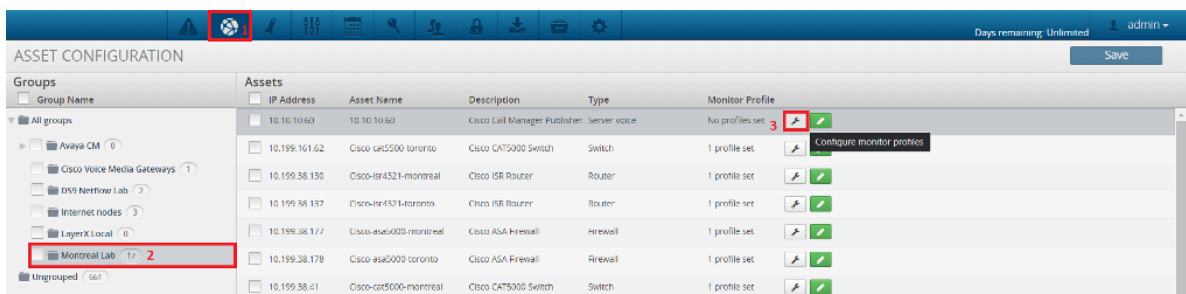 1
Days remaining: Unlimited
admin
ASSET CONFIGURATION
Save
Groups
Group Name
All groups
Avaya CM 0
Cisco Voice Media Gateways 1
DS9 Netflow Lab 2
Internet nodes 3
LayerX Local 0
Montreal Lab 17 2
Ungrouped 661
Assets
IP Address Asset Name Description Type Monitor Profile
10.10.10.60 10.10.10.60 Cisco Call Manager Publisher Server voice No profiles set 3
Configure monitor profiles
10.199.161.62 Cisco-cat5500-toronto Cisco CAT5000 Switch Switch 1 profile set
10.199.38.130 Cisco-isr4321-montreal Cisco ISR Router Router 1 profile set
10.199.38.137 Cisco-isr4321-toronto Cisco ISR Router Router 1 profile set
10.199.38.177 Cisco-asa5000-montreal Cisco ASA Firewall Firewall 1 profile set
10.199.38.178 Cisco-asa5000-toronto Cisco ASA Firewall Firewall 1 profile set
10.199.38.41 Cisco-cat5000-montreal Cisco CAT5000 Switch Switch 1 profile set